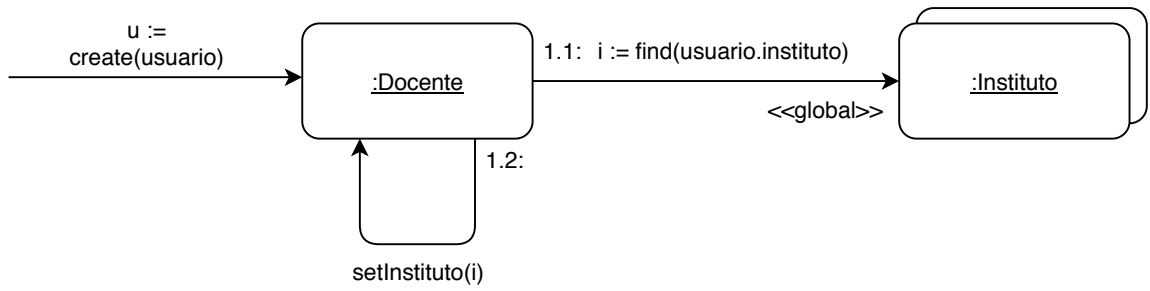 u :=
create(usuario)
:Docente
1.1:  i := find(usuario.instituto)
<<global>>
:Instituto
1.2:
setInstituto(i)